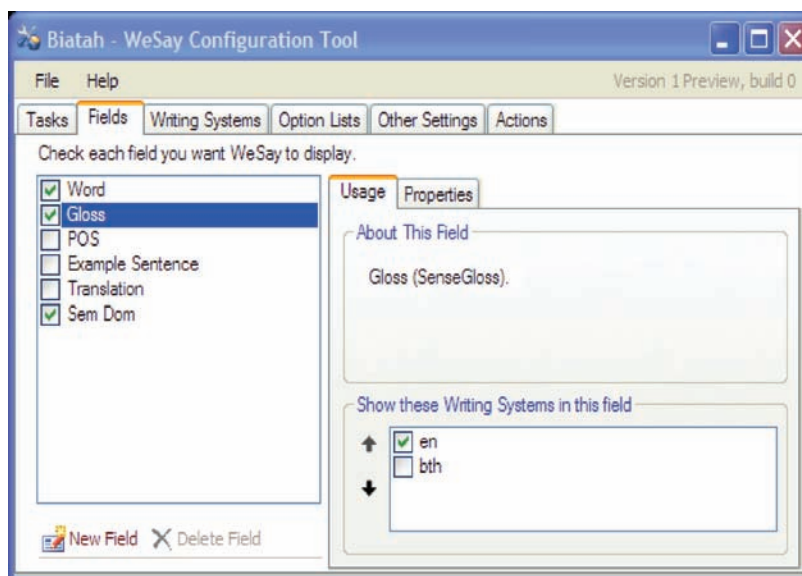 Biatah - WeSay Configuration Tool
File Help Version 1 Preview, build 0
Tasks Fields Writing Systems Option Lists Other Settings Actions
Check each field you want WeSay to display.
Word
Gloss
POS
Example Sentence
Translation
Sem Dom
New Field Delete Field
Usage Properties
About This Field
Gloss (SenseGloss).
Show these Writing Systems in this field
en
bth